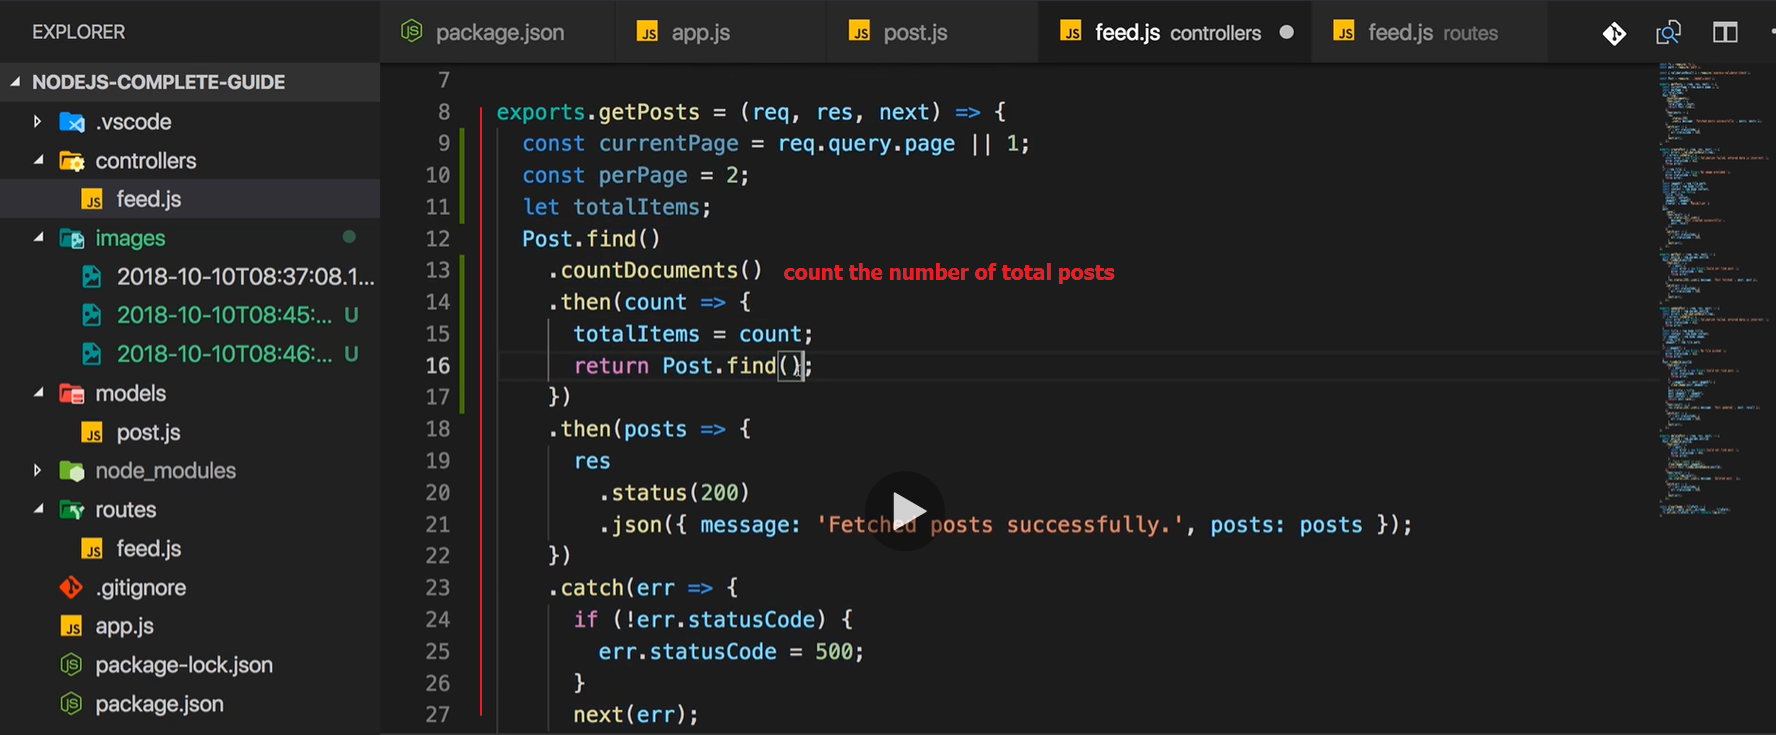 EXPLORER
NODEJS-COMPLETE-GUIDE
.vscode
controllers
feed.js
images
2018-10-10T08:37:08.1...
2018-10-10T08:45:... U
2018-10-10T08:46:... U
models
post.js
node_modules
routes
feed.js
.gitignore
app.js
package-lock.json
package.json
package.json
app.js
post.js
feed.js controllers
feed.js routes
7
8 exports.getPosts = (req, res, next) => {
9 const currentPage = req.query.page || 1;
10 const perPage = 2;
11 let totalItems;
12 Post.find()
13 .countDocuments() count the number of total posts
14 .then(count => {
15 totalItems = count;
16 return Post.find();
17 })
18 .then(posts => {
19 res
20 .status(200)
21 .json({ message: 'Fetched posts successfully.', posts: posts });
22 })
23 .catch(err => {
24 if (!err.statusCode) {
25 err.statusCode = 500;
26 }
27 next(err);